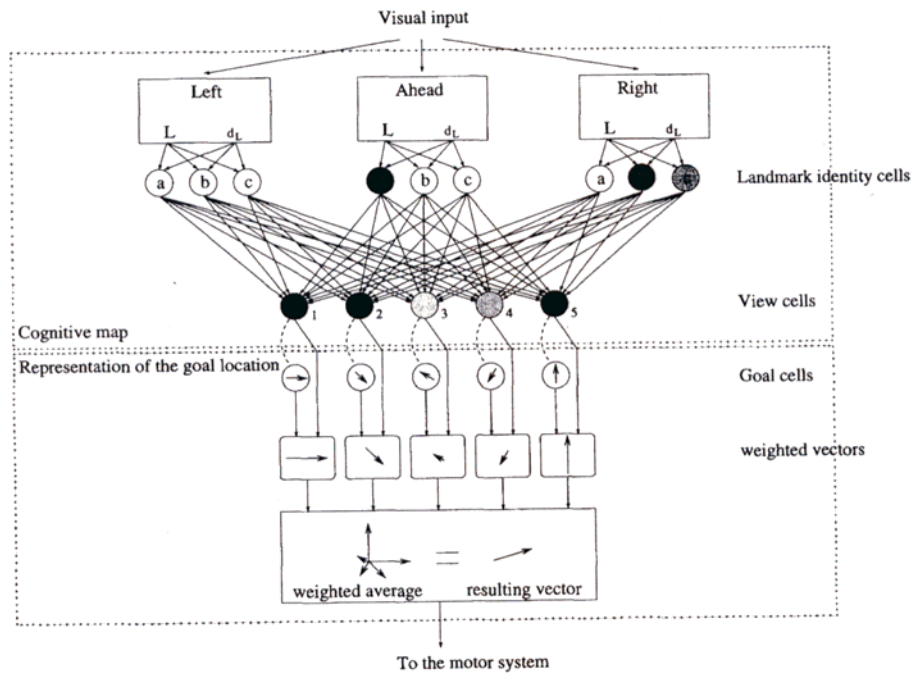 Visual input
Left Ahead Right
L dL L dL L dL
a b c b c a
Landmark identity cells
1 2 3 4 5
View cells
Cognitive map
Representation of the goal location
Goal cells
weighted vectors
weighted average resulting vector
To the motor system